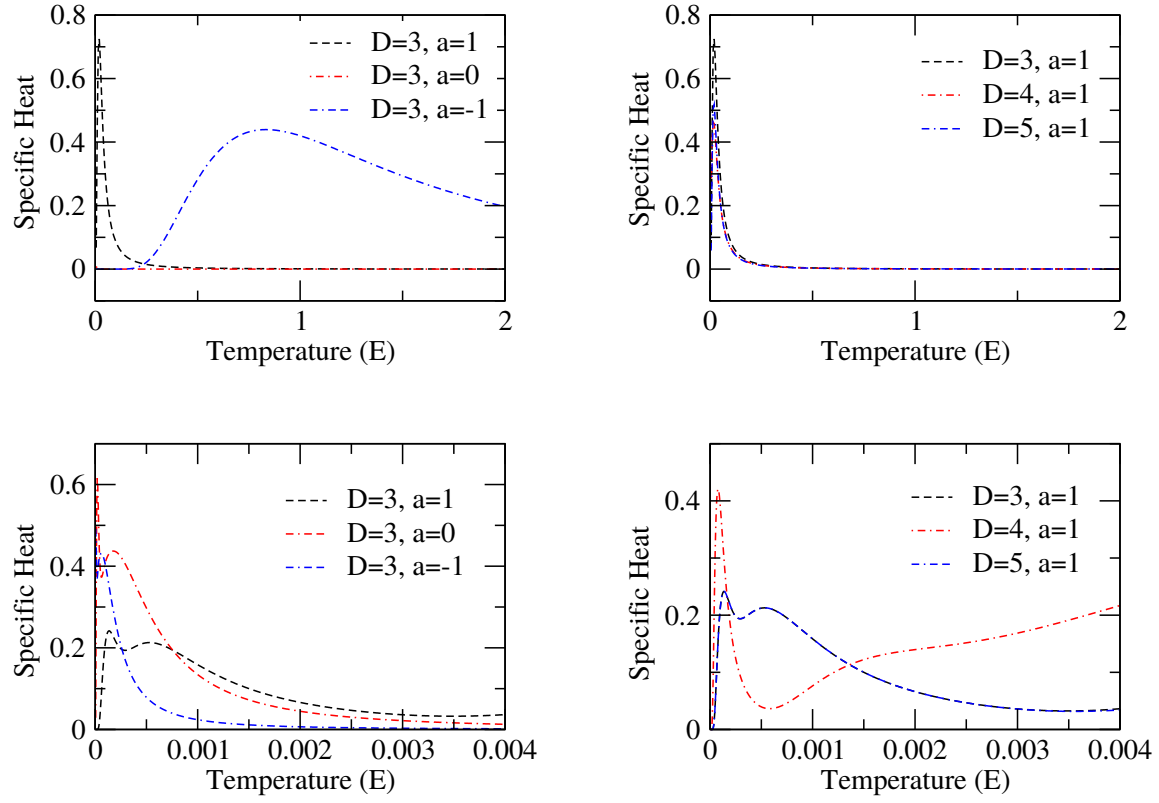 0.8
0.6
0.4
0.2
0
Specific Heat
D=3, a=1
D=3, a=0
D=3, a=-1
0 1 2
Temperature (E)
0.8
0.6
0.4
0.2
0
Specific Heat
D=3, a=1
D=4, a=1
D=5, a=1
0 1 2
Temperature (E)
0.6
0.4
0.2
0
Specific Heat
D=3, a=1
D=3, a=0
D=3, a=-1
0 0.001 0.002 0.003 0.004
Temperature (E)
0.4
0.2
0
Specific Heat
D=3, a=1
D=4, a=1
D=5, a=1
0 0.001 0.002 0.003 0.004
Temperature (E)